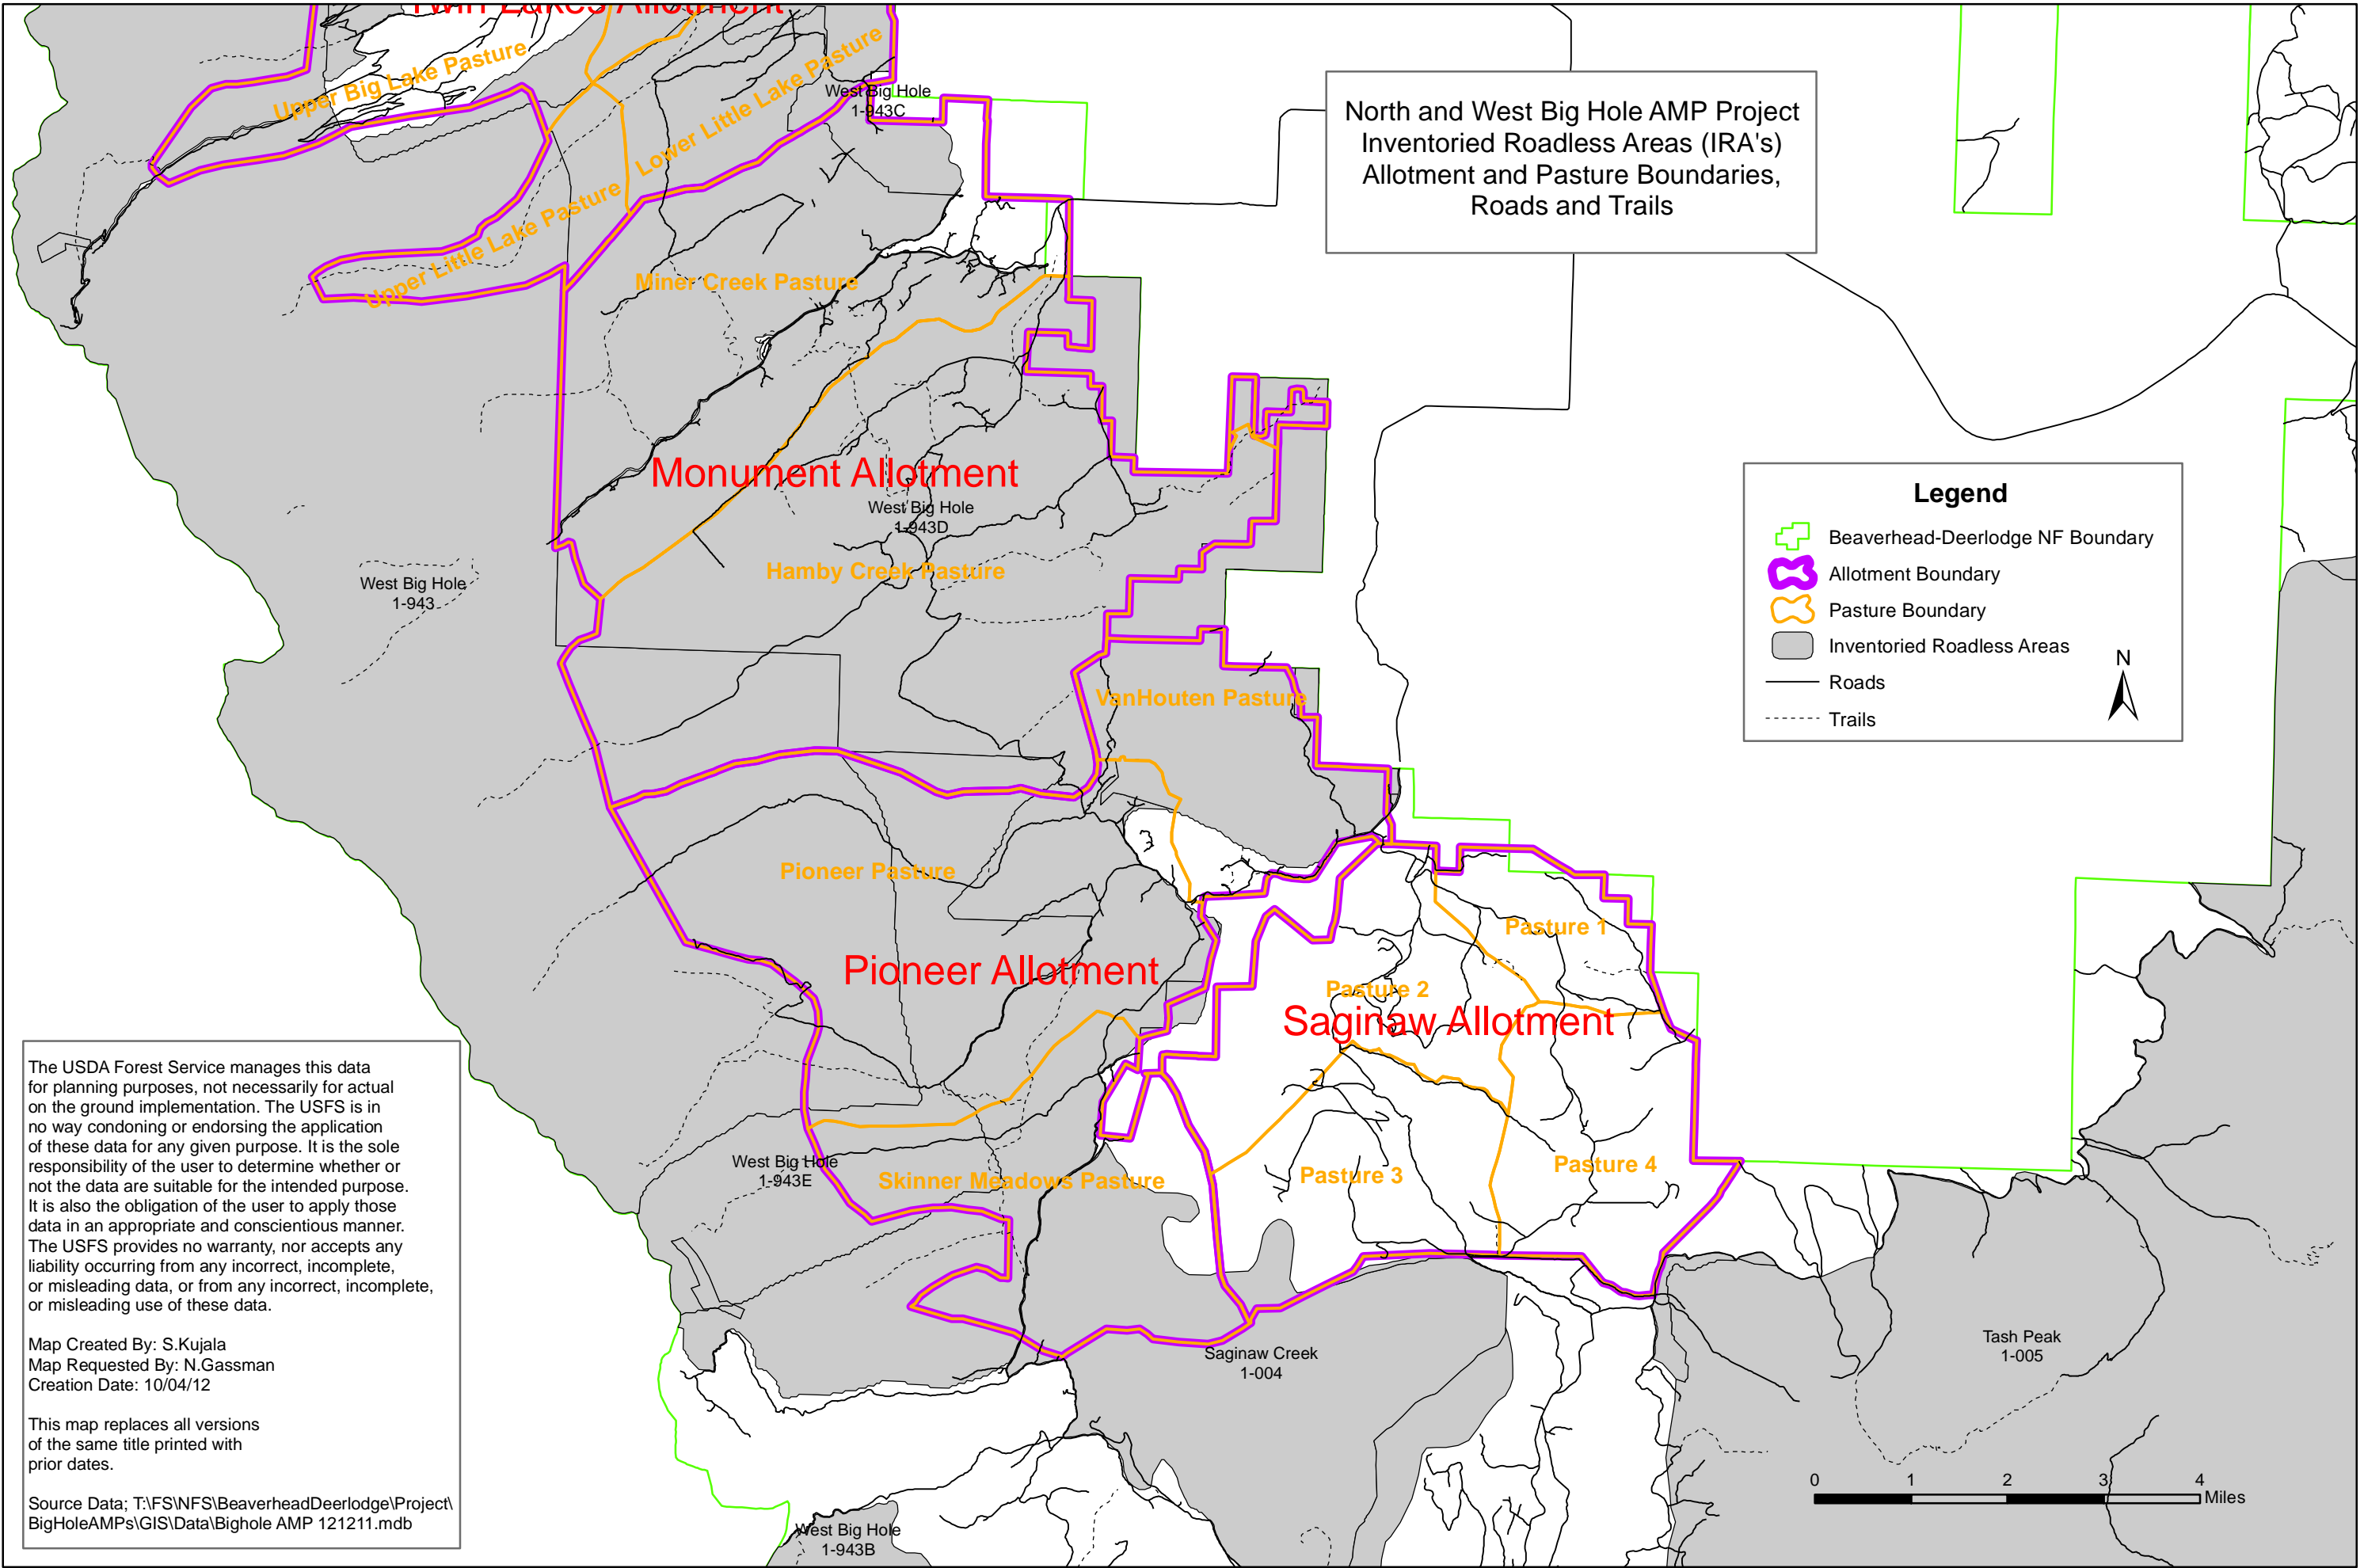 Twin Lakes Allotment
Upper Big Lake Pasture
Lower Little Lake Pasture
West Big Hole
1-943C
North and West Big Hole AMP Project
Inventoried Roadless Areas (IRA's)
Allotment and Pasture Boundaries,
Roads and Trails
Upper Little Lake Pasture
Miner Creek Pasture
Monument Allotment
West Big Hole
1-943D
Hamby Creek Pasture
West Big Hole
1-943
Legend
Beaverhead-Deerlodge NF Boundary
Allotment Boundary
Pasture Boundary
Inventoried Roadless Areas
Roads
Trails
N
VanHouten Pasture
Pioneer Pasture
Pasture 1
Pioneer Allotment
Pasture 2
Saginaw Allotment
West Big Hole
1-943E
Skinner Meadows Pasture
Pasture 3
Pasture 4
The USDA Forest Service manages this data
for planning purposes, not necessarily for actual
on the ground implementation. The USFS is in
no way condoning or endorsing the application
of these data for any given purpose. It is the sole
responsibility of the user to determine whether or
not the data are suitable for the intended purpose.
It is also the obligation of the user to apply those
data in an appropriate and conscientious manner.
The USFS provides no warranty, nor accepts any
liability occurring from any incorrect, incomplete,
or misleading data, or from any incorrect, incomplete,
or misleading use of these data.
Map Created By: S.Kujala
Map Requested By: N.Gassman
Creation Date: 10/04/12
This map replaces all versions
of the same title printed with
prior dates.
Source Data; T:\FS\NFS\BeaverheadDeerlodge\Project\
BigHoleAMPs\GIS\Data\Bighole AMP 121211.mdb
Saginaw Creek
1-004
Tash Peak
1-005
West Big Hole
1-943B
0 1 2 3 4
Miles